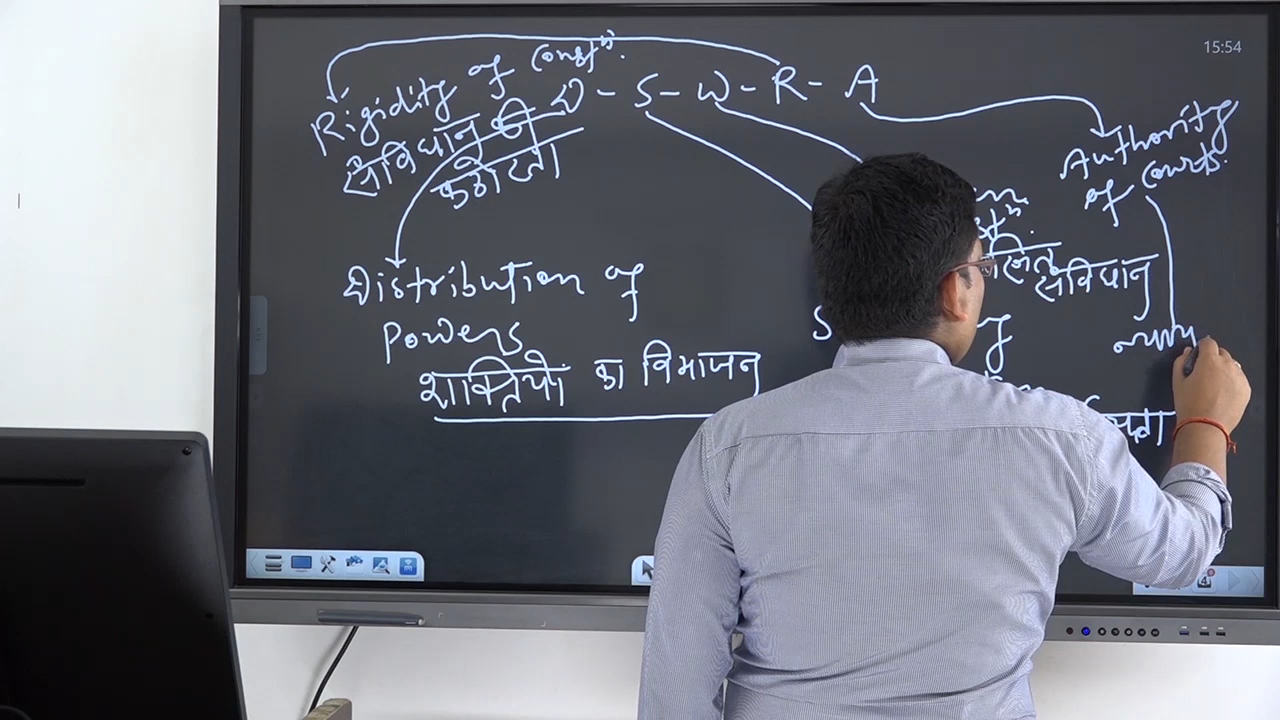 15:54
D - S - W - R - A
Rigidity of Constⁿ.
संविधान की
कठोरता
Authority
of Courts.
Distribution of
Powers
शक्तियों का विभाजन
संविधान
न्याय